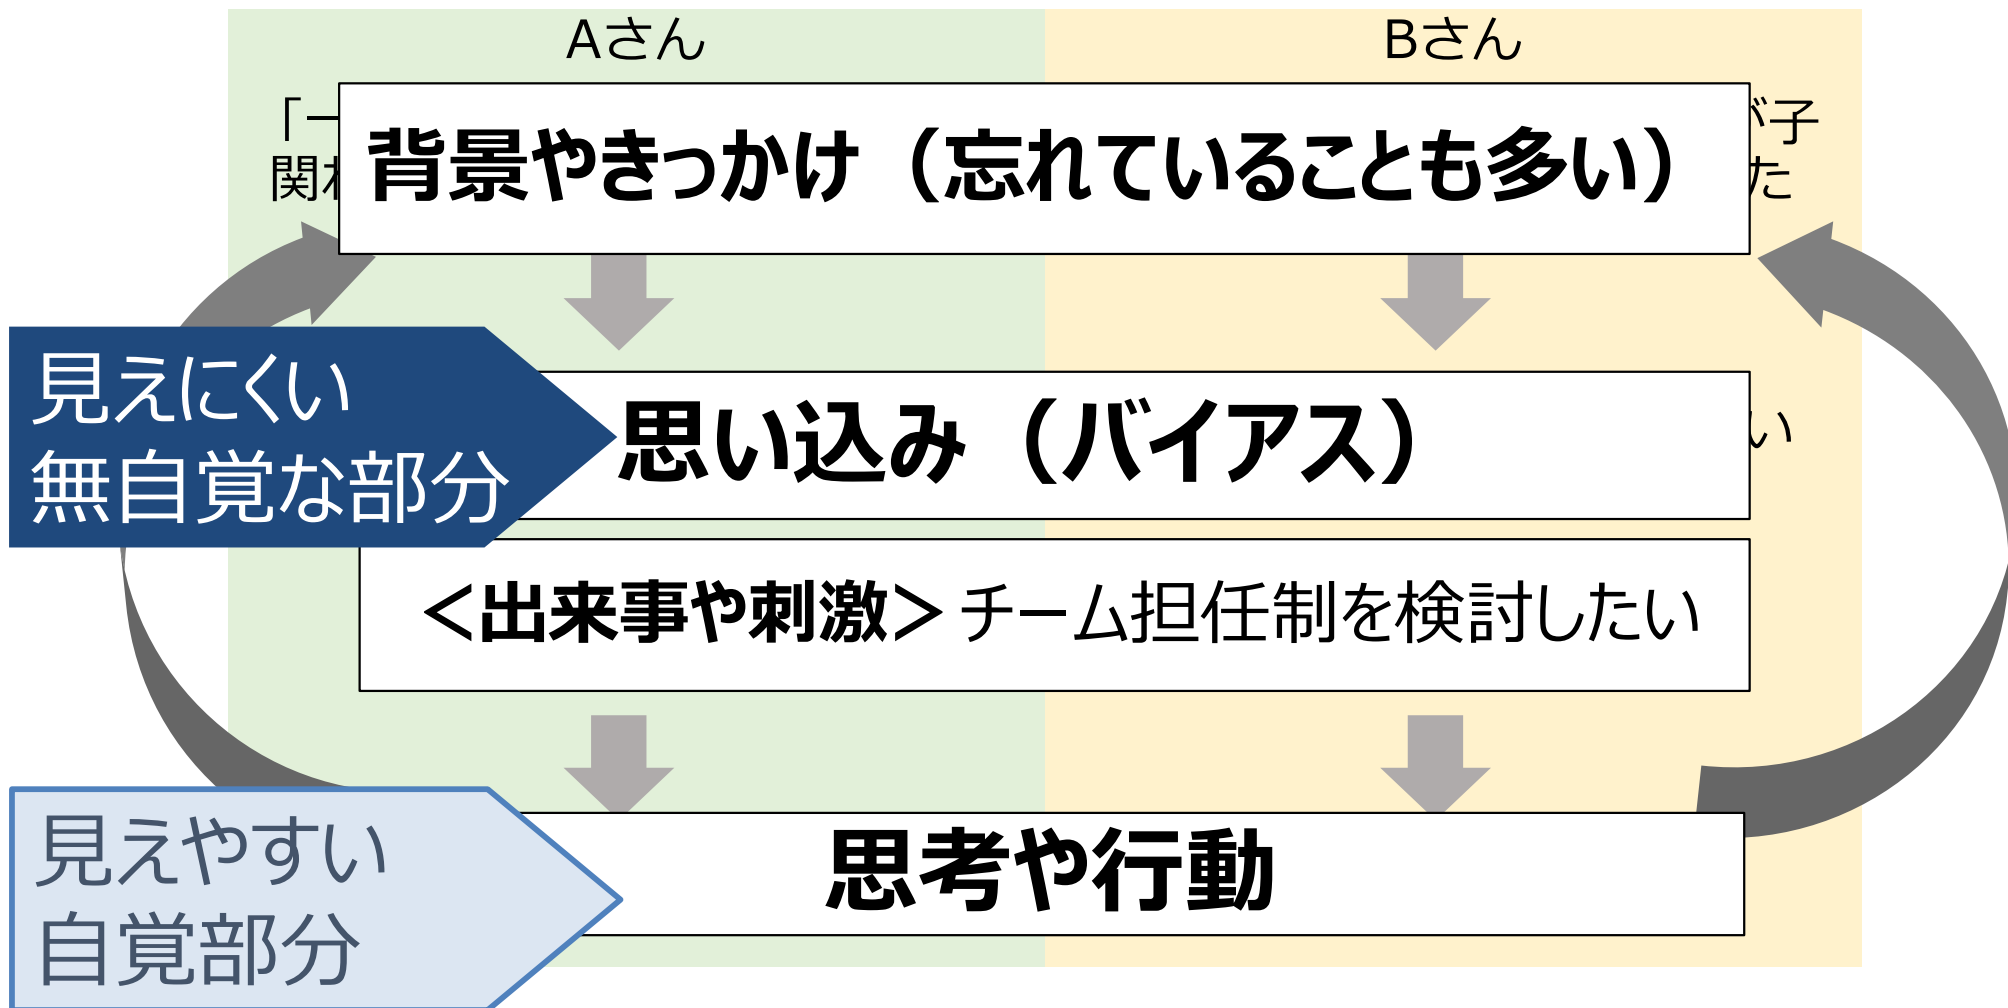 Aさん
Bさん
「一
が子
背景やきっかけ（忘れていることも多い）
関わ
た
見えにくい
無自覚な部分
思い込み（バイアス）
い
＜出来事や刺激＞チーム担任制を検討したい
見えやすい
自覚部分
思考や行動